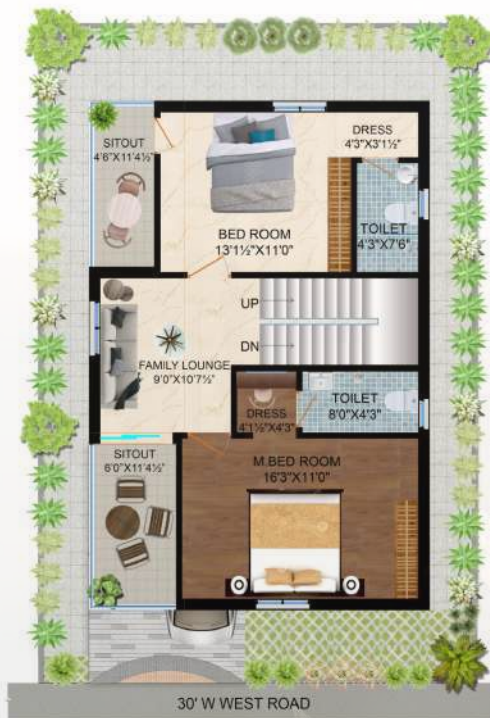 SITOUT
4'6"X11'4½"
DRESS
4'3"X3'1½"
BED ROOM
13'1½"X11'0"
TOILET
4'3"X7'6"
UP
DN
FAMILY LOUNGE
9'0"X10'7½"
DRESS
4'1½"X4'3"
TOILET
8'0"X4'3"
SITOUT
6'0"X11'4½"
M.BED ROOM
16'3"X11'0"
30' W WEST ROAD